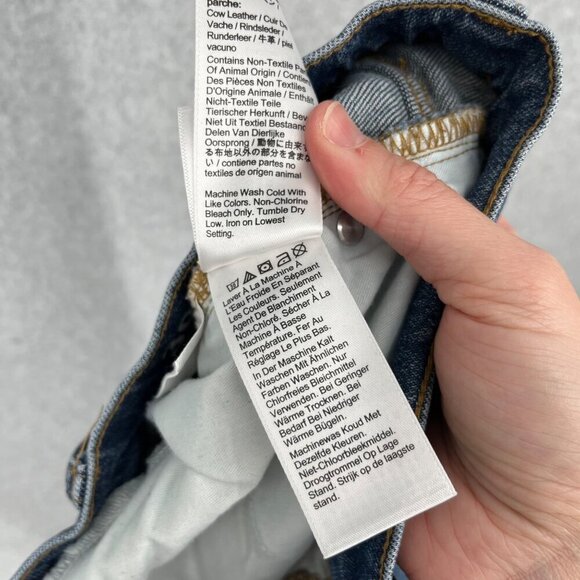 parche:
Cow Leather / Cuir De
Vache / Rindsleder /
Runderleer / 牛革 / piel
vacuno
Contains Non-Textile Par
Of Animal Origin / Contien
Des Pièces Non Textiles
D'Origine Animale / Enthält
Nicht-Textile Teile
Tierischer Herkunft / Bev
Niet Uit Textiel Bestaand
Delen Van Dierlijke
Oorsprong / 動物に由来す
る布地以外の部分を含まな
い / contiene partes no
textiles de origen animal
Machine Wash Cold With
Like Colors. Non-Chlorine
Bleach Only. Tumble Dry
Low. Iron on Lowest
Setting.
Laver À La Machine À
L'Eau Froide En Séparant
Les Couleurs. Seulement
Agent De Blanchiment
Non-Chloré. Sécher À La
Machine À Basse
Température. Fer Au
Réglage Le Plus Bas.
In Der Maschine Kalt
Waschen Mit Ähnlichen
Farben Waschen. Nur
Chlorfreies Bleichmittel
Verwenden. Bei Geringer
Wärme Trocknen. Bei
Bedarf Bei Niedriger
Wärme Bügeln.
Machinewas Koud Met
Dezelfde Kleuren.
Niet-Chloorbleekmiddel.
Droogtrommel Op Lage
Stand. Strijk op de laagste
stand.